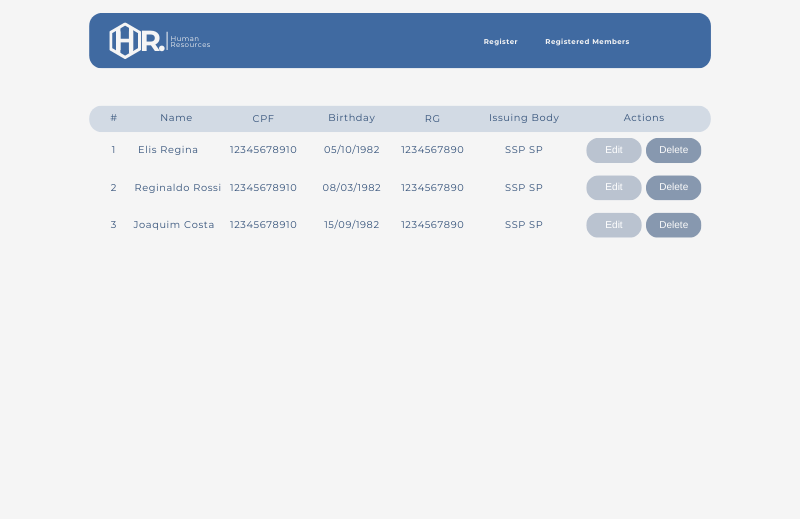 HR. Human
Resources
Register Registered Members
# Name CPF Birthday RG Issuing Body Actions
1 Elis Regina 12345678910 05/10/1982 1234567890 SSP SP Edit Delete
2 Reginaldo Rossi 12345678910 08/03/1982 1234567890 SSP SP Edit Delete
3 Joaquim Costa 12345678910 15/09/1982 1234567890 SSP SP Edit Delete